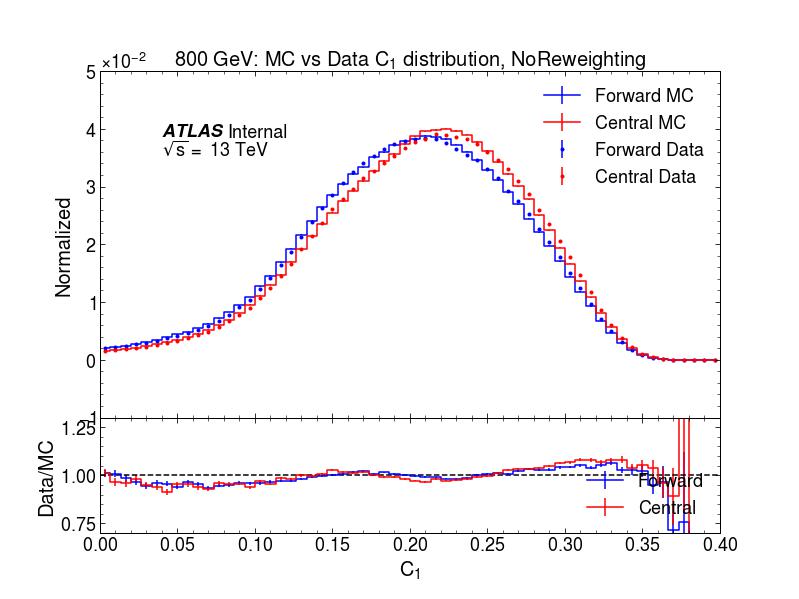 ×10⁻²
800 GeV: MC vs Data C₁ distribution, NoReweighting
5
4
3
2
1
0
−1
Normalized
ATLAS Internal
√s = 13 TeV
Forward MC
Central MC
Forward Data
Central Data
1.25
1.00
0.75
Data/MC
Forward
Central
0.00 0.05 0.10 0.15 0.20 0.25 0.30 0.35 0.40
C₁